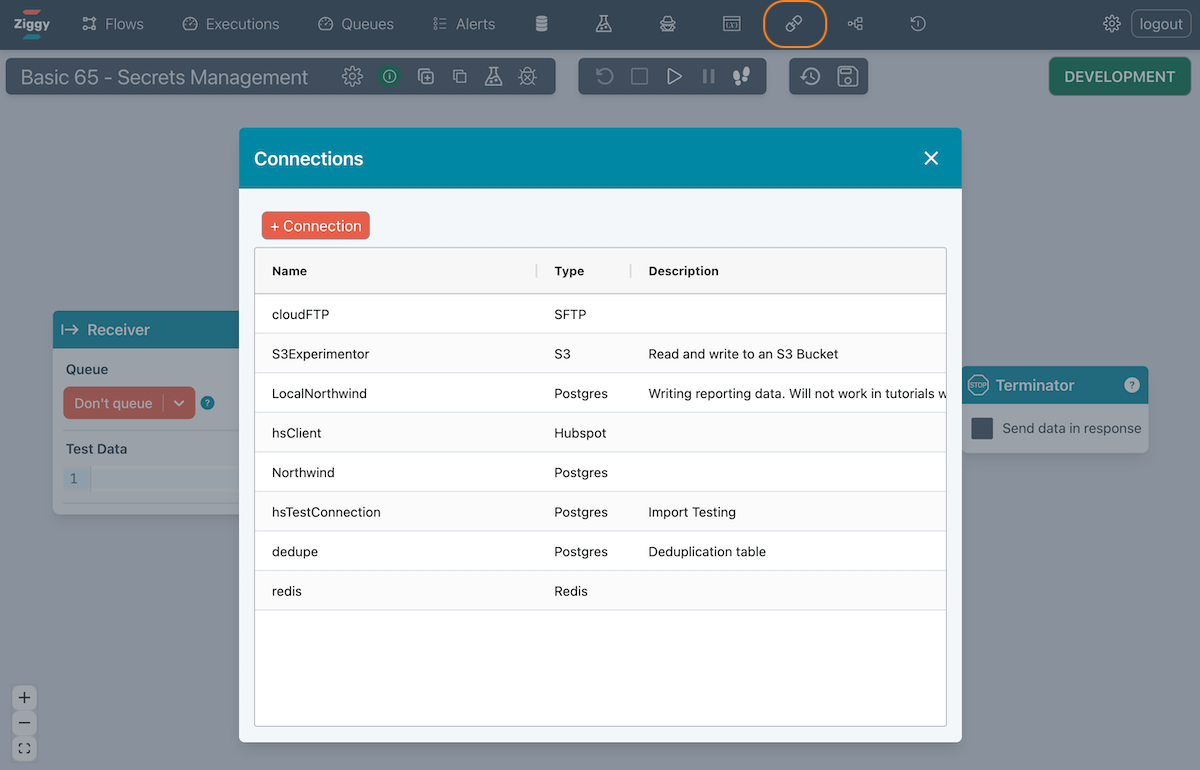 Ziggy Flows Executions Queues Alerts logout
Basic 65 - Secrets Management DEVELOPMENT
Connections
+ Connection
Name Type Description
cloudFTP SFTP
S3Experimentor S3 Read and write to an S3 Bucket
LocalNorthwind Postgres Writing reporting data. Will not work in tutorials w
hsClient Hubspot
Northwind Postgres
hsTestConnection Postgres Import Testing
dedupe Postgres Deduplication table
redis Redis
Receiver
Queue
Don't queue ?
Test Data
1
STOP Terminator ?
Send data in response